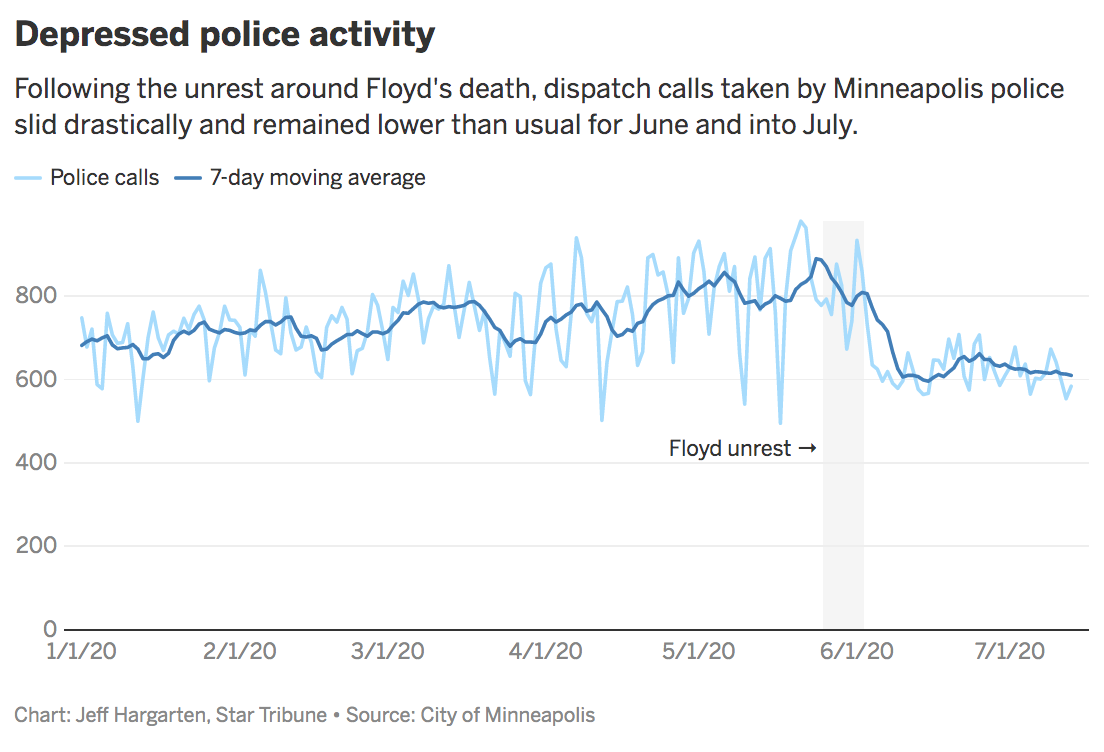 Depressed police activity
Following the unrest around Floyd's death, dispatch calls taken by Minneapolis police
slid drastically and remained lower than usual for June and into July.
Police calls 7-day moving average
800
600
400
Floyd unrest →
200
0
1/1/20 2/1/20 3/1/20 4/1/20 5/1/20 6/1/20 7/1/20
Chart: Jeff Hargarten, Star Tribune • Source: City of Minneapolis